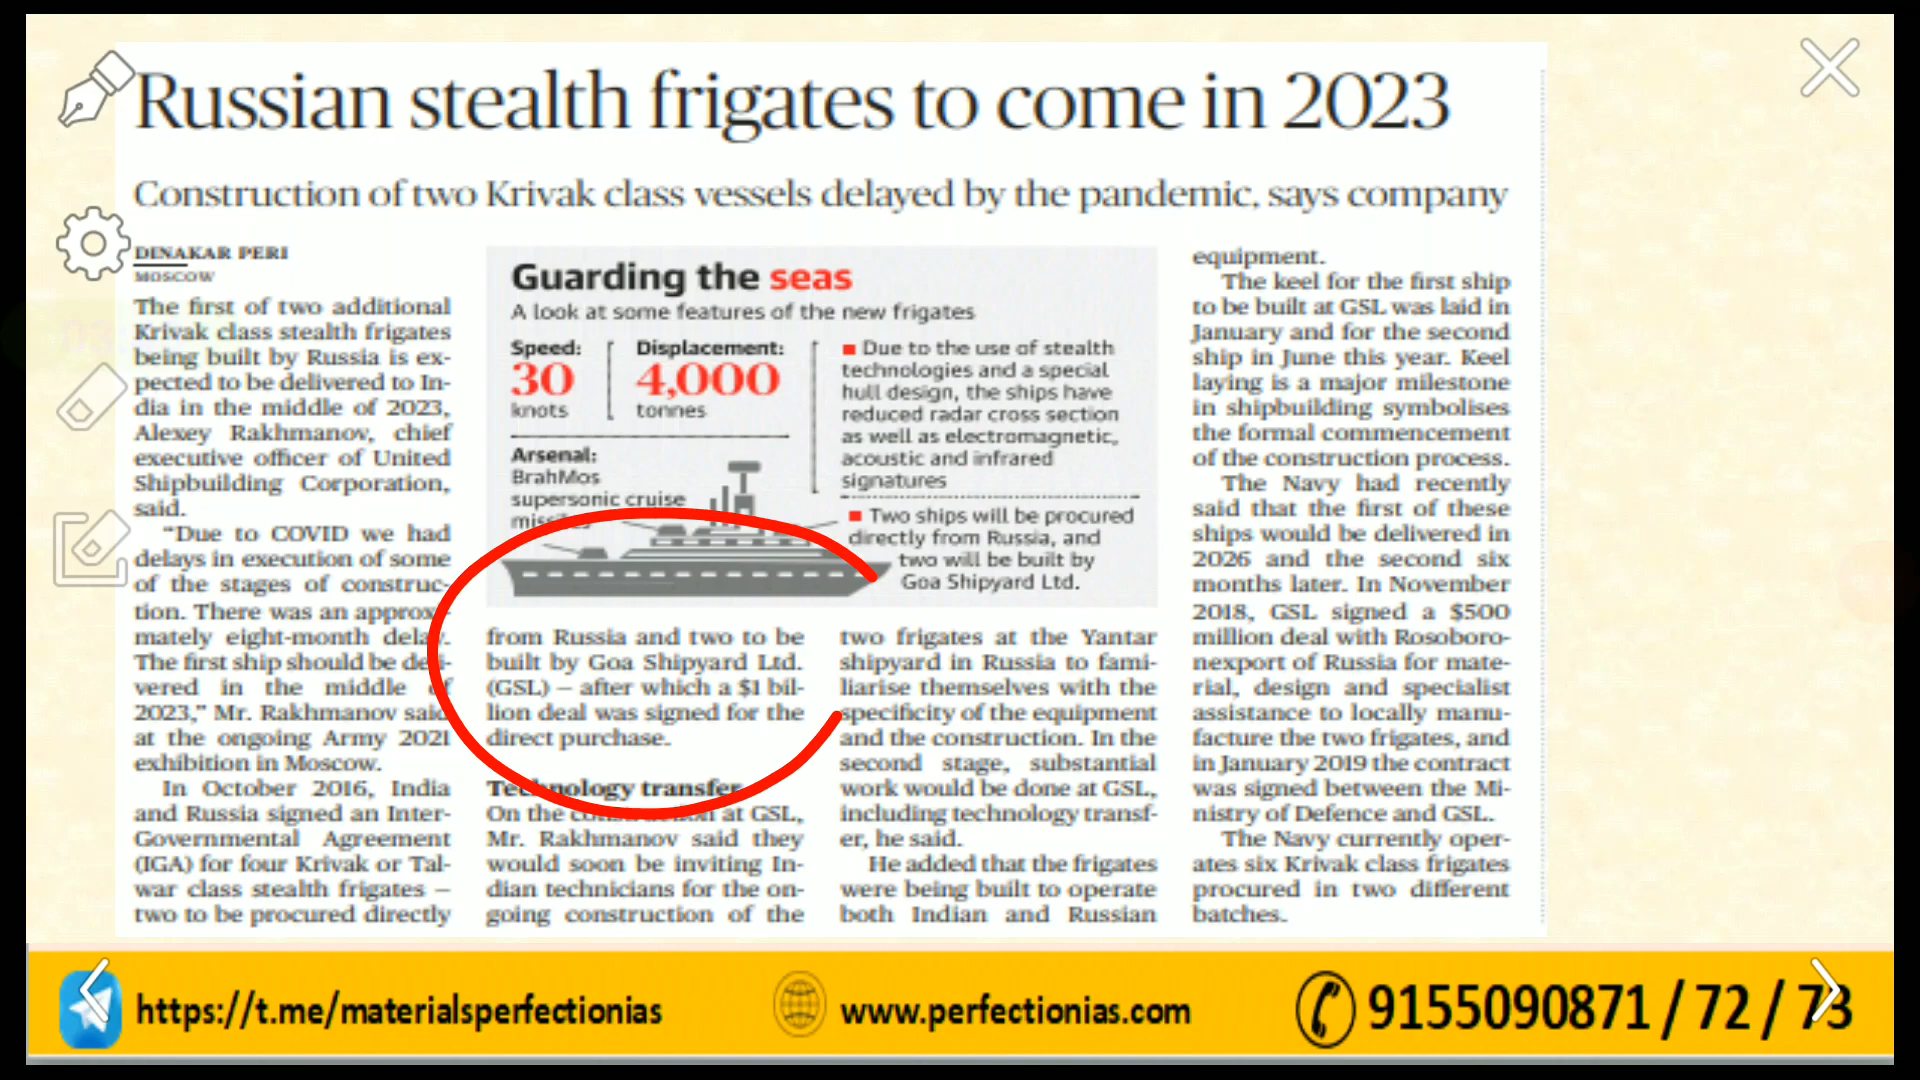 Russian stealth frigates to come in 2023
Construction of two Krivak class vessels delayed by the pandemic, says company
DINAKAR PERI
MOSCOW
The first of two additional
Krivak class stealth frigates
being built by Russia is ex-
pected to be delivered to In-
dia in the middle of 2023,
Alexey Rakhmanov, chief
executive officer of United
Shipbuilding Corporation,
said.
"Due to COVID we had
delays in execution of some
of the stages of construc-
tion. There was an approxi-
mately eight-month delay.
The first ship should be deli-
vered in the middle of
2023," Mr. Rakhmanov said
at the ongoing Army 2021
exhibition in Moscow.
In October 2016, India
and Russia signed an Inter-
Governmental Agreement
(IGA) for four Krivak or Tal-
war class stealth frigates –
two to be procured directly
Guarding the seas
A look at some features of the new frigates
Speed:
30
knots
Displacement:
4,000
tonnes
Arsenal:
BrahMos
supersonic cruise
missiles
■ Due to the use of stealth
technologies and a special
hull design, the ships have
reduced radar cross section
as well as electromagnetic,
acoustic and infrared
signatures
■ Two ships will be procured
directly from Russia, and
two will be built by
Goa Shipyard Ltd.
from Russia and two to be
built by Goa Shipyard Ltd.
(GSL) – after which a $1 bil-
lion deal was signed for the
direct purchase.
Technology transfer
On the construction at GSL,
Mr. Rakhmanov said they
would soon be inviting In-
dian technicians for the on-
going construction of the
two frigates at the Yantar
shipyard in Russia to fami-
liarise themselves with the
specificity of the equipment
and the construction. In the
second stage, substantial
work would be done at GSL,
including technology transf-
er, he said.
He added that the frigates
were being built to operate
both Indian and Russian
equipment.
The keel for the first ship
to be built at GSL was laid in
January and for the second
ship in June this year. Keel
laying is a major milestone
in shipbuilding symbolises
the formal commencement
of the construction process.
The Navy had recently
said that the first of these
ships would be delivered in
2026 and the second six
months later. In November
2018, GSL signed a $500
million deal with Rosoboro-
nexport of Russia for mate-
rial, design and specialist
assistance to locally manu-
facture the two frigates, and
in January 2019 the contract
was signed between the Mi-
nistry of Defence and GSL.
The Navy currently oper-
ates six Krivak class frigates
procured in two different
batches.
https://t.me/materialsperfectionias
www.perfectionias.com
9155090871 / 72 / 73